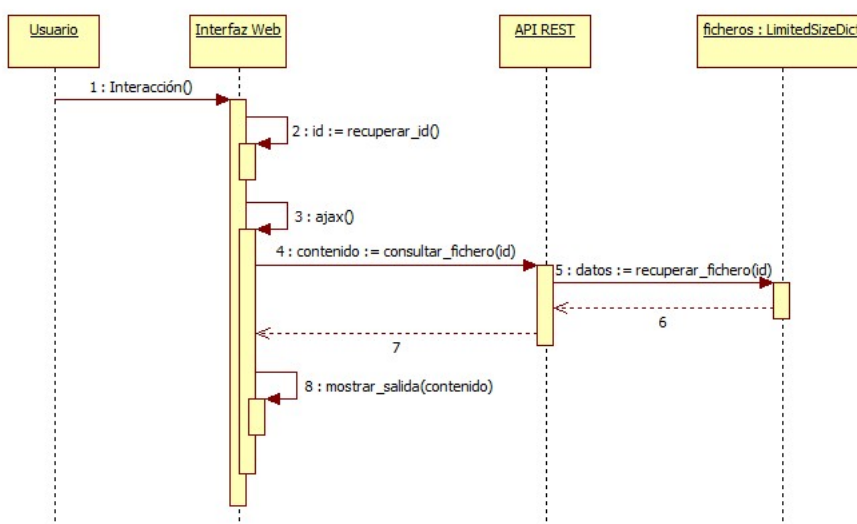 Usuario
Interfaz Web
API REST
ficheros : LimitedSizeDict
1 : Interacción()
2 : id := recuperar_id()
3 : ajax()
4 : contenido := consultar_fichero(id)
5 : datos := recuperar_fichero(id)
6
7
8 : mostrar_salida(contenido)